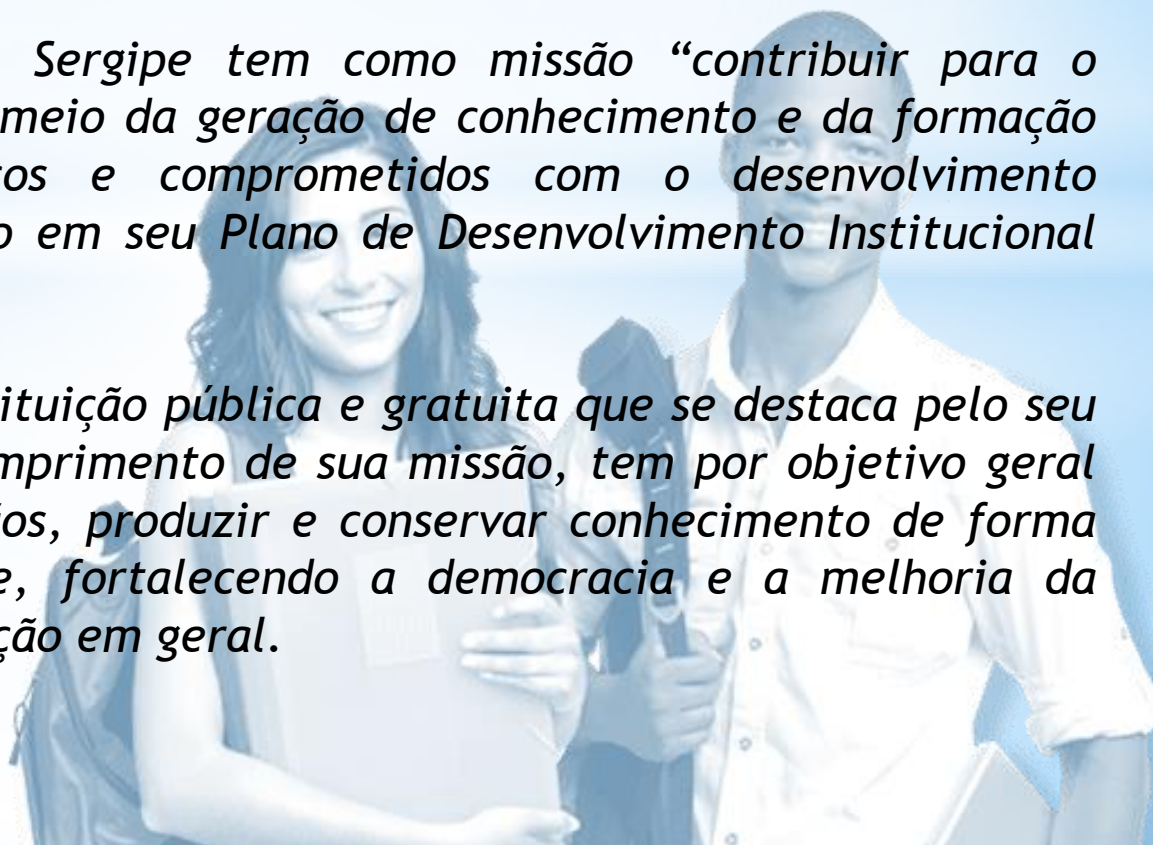 Sergipe tem como missão “contribuir para o
meio da geração de conhecimento e da formação
os e comprometidos com o desenvolvimento
o em seu Plano de Desenvolvimento Institucional
ituição pública e gratuita que se destaca pelo seu
mprimento de sua missão, tem por objetivo geral
os, produzir e conservar conhecimento de forma
e, fortalecendo a democracia e a melhoria da
ção em geral.